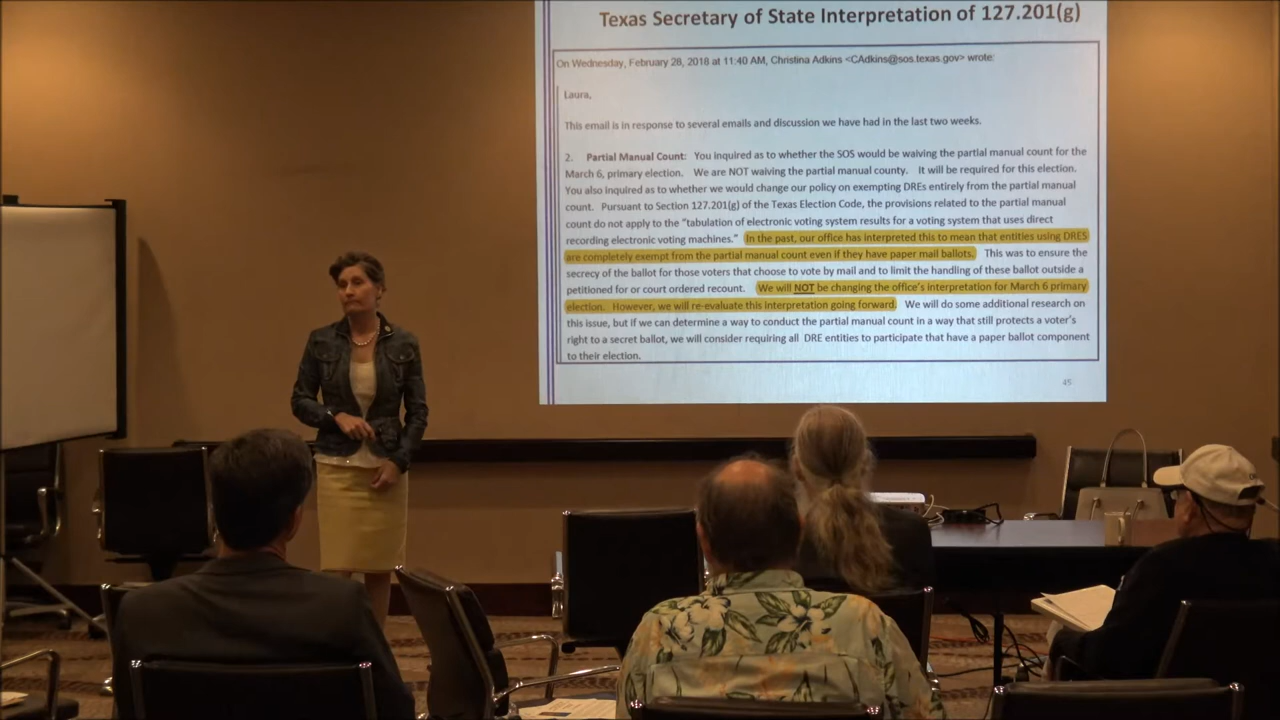 Texas Secretary of State Interpretation of 127.201(g)
On Wednesday, February 28, 2018 at 11:40 AM, Christina Adkins <CAdkins@sos.texas.gov> wrote:
Laura,
This email is in response to several emails and discussion we have had in the last two weeks.
2. Partial Manual Count: You inquired as to whether the SOS would be waiving the partial manual count for the
March 6, primary election. We are NOT waiving the partial manual county. It will be required for this election.
You also inquired as to whether we would change our policy on exempting DREs entirely from the partial manual
count. Pursuant to Section 127.201(g) of the Texas Election Code, the provisions related to the partial manual
count do not apply to the "tabulation of electronic voting system results for a voting system that uses direct
recording electronic voting machines." In the past, our office has interpreted this to mean that entities using DRES
are completely exempt from the partial manual count even if they have paper mail ballots. This was to ensure the
secrecy of the ballot for those voters that choose to vote by mail and to limit the handling of these ballot outside a
petitioned for or court ordered recount. We will NOT be changing the office's interpretation for March 6 primary
election. However, we will re-evaluate this interpretation going forward. We will do some additional research on
this issue, but if we can determine a way to conduct the partial manual count in a way that still protects a voter's
right to a secret ballot, we will consider requiring all DRE entities to participate that have a paper ballot component
to their election.
45